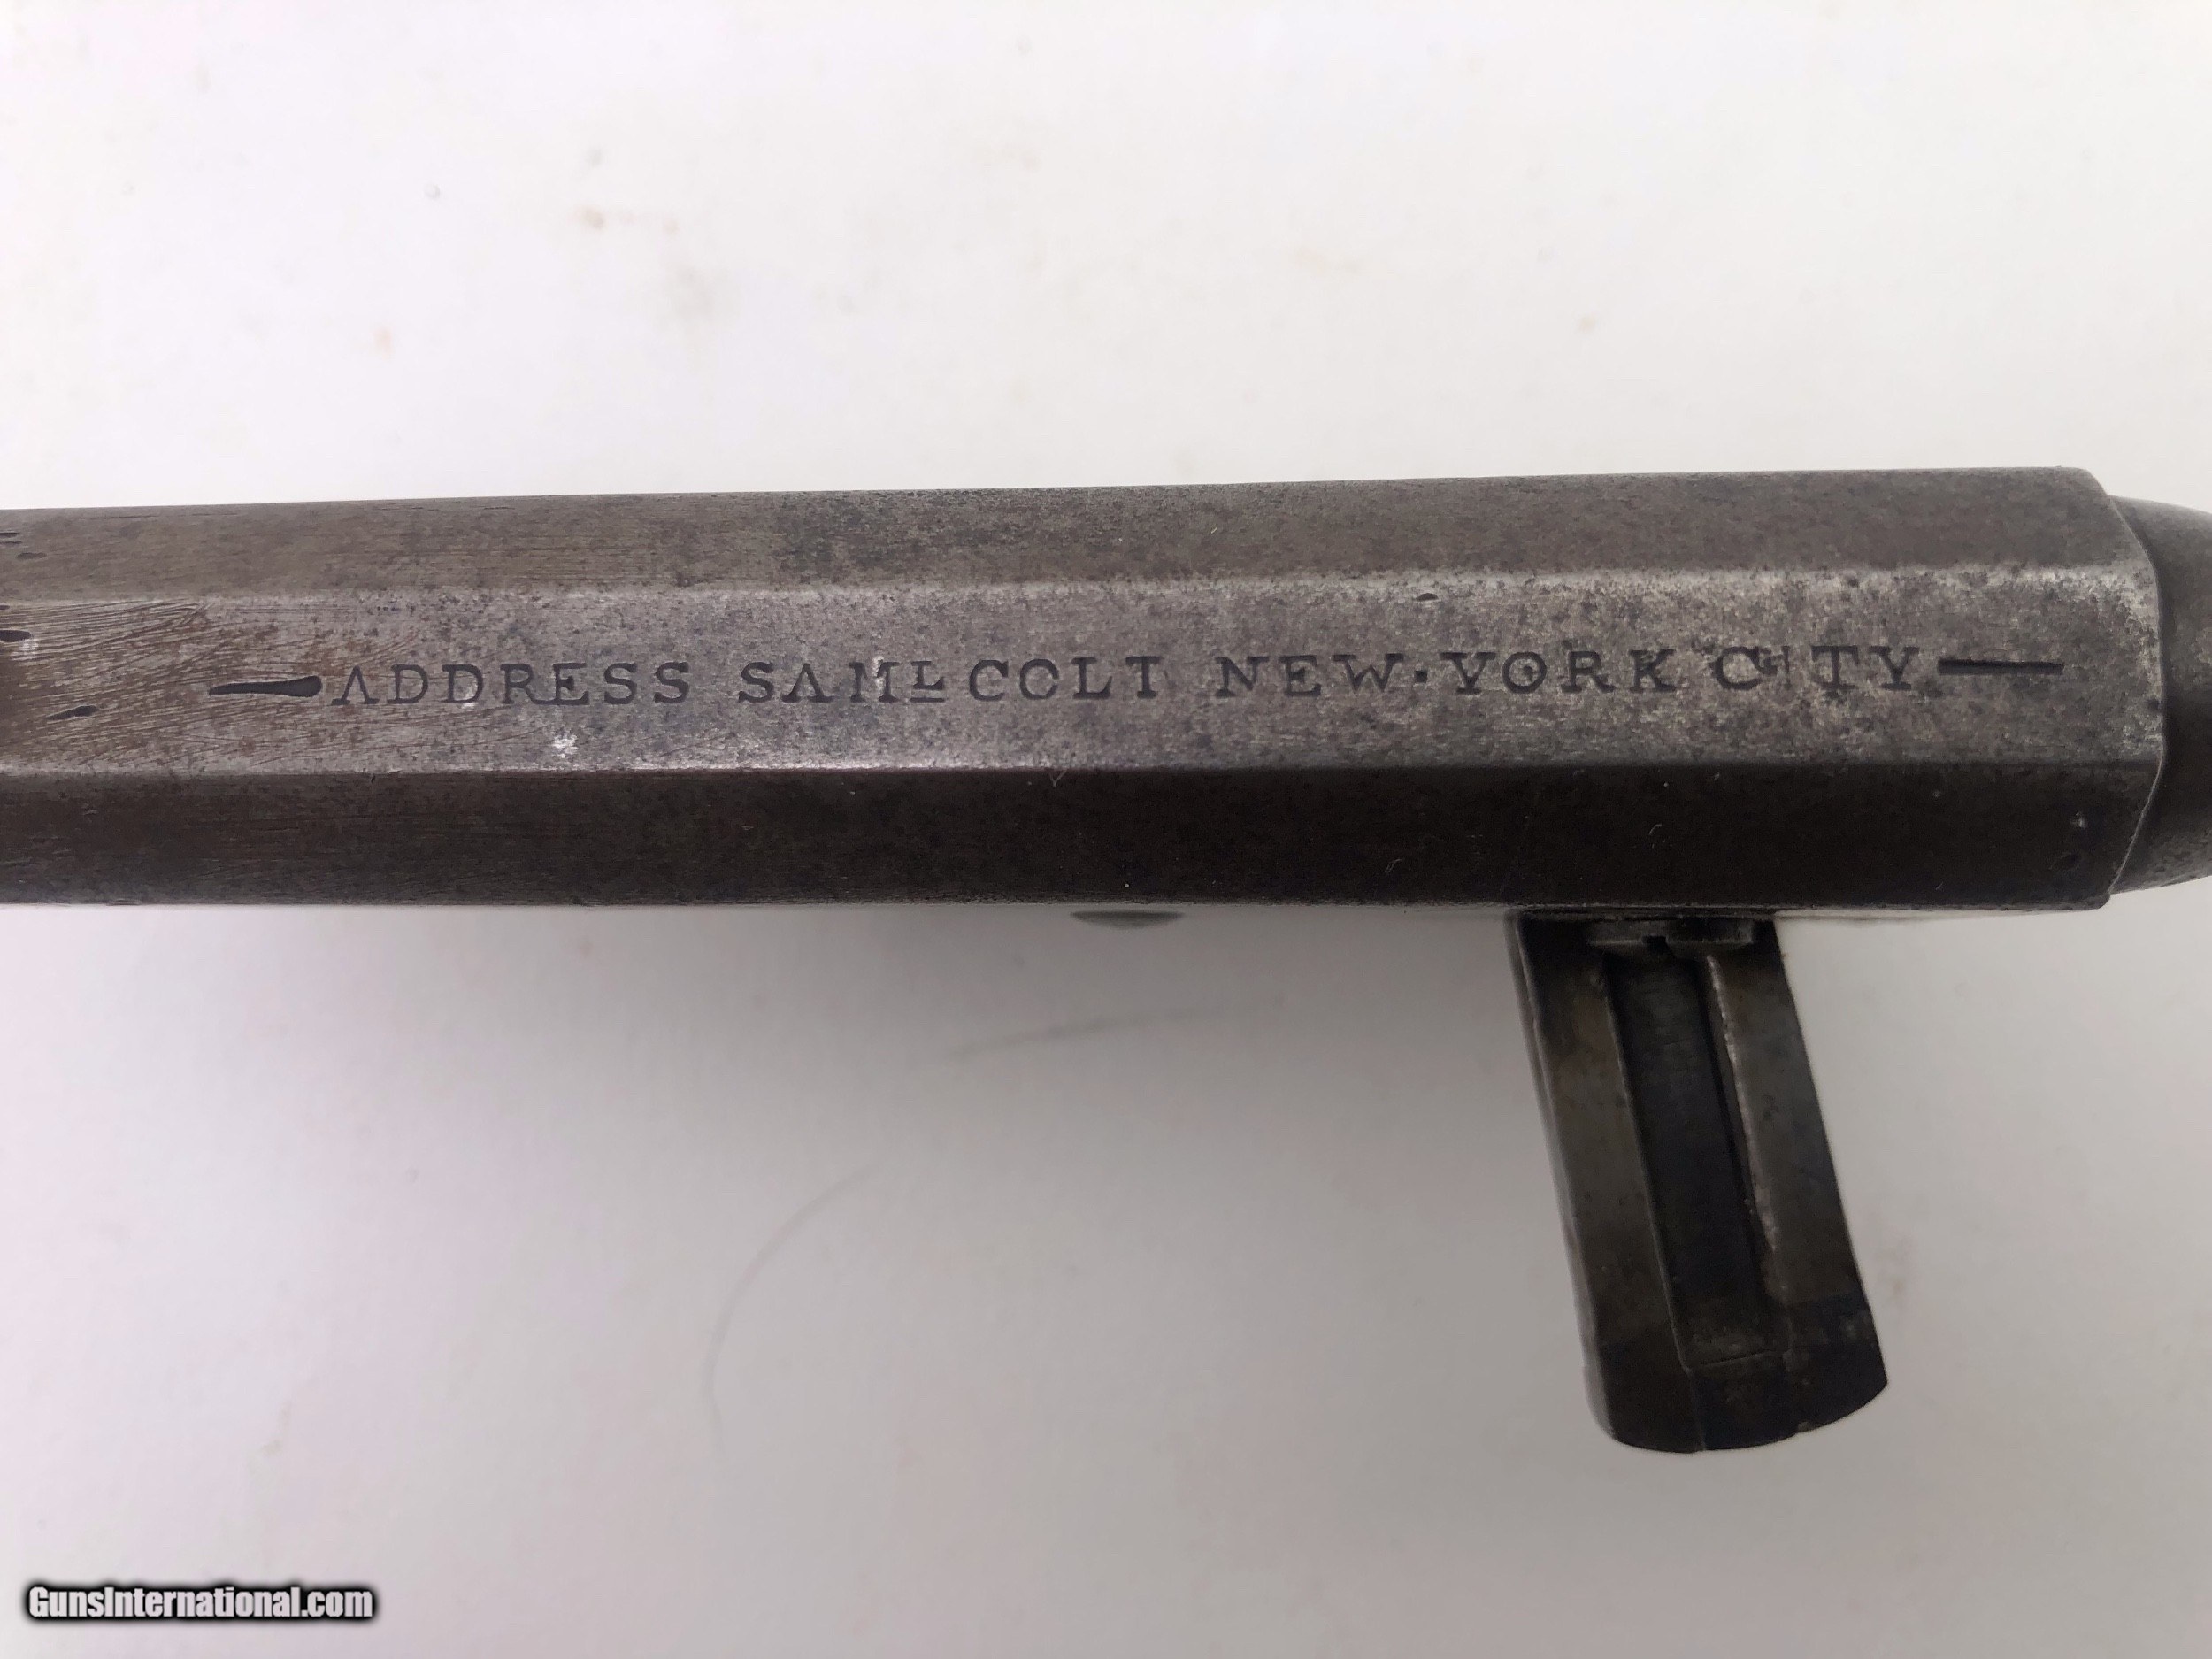 ADDRESS SAMᴸ COLT NEW·YORK CITY
GunsInternational.com